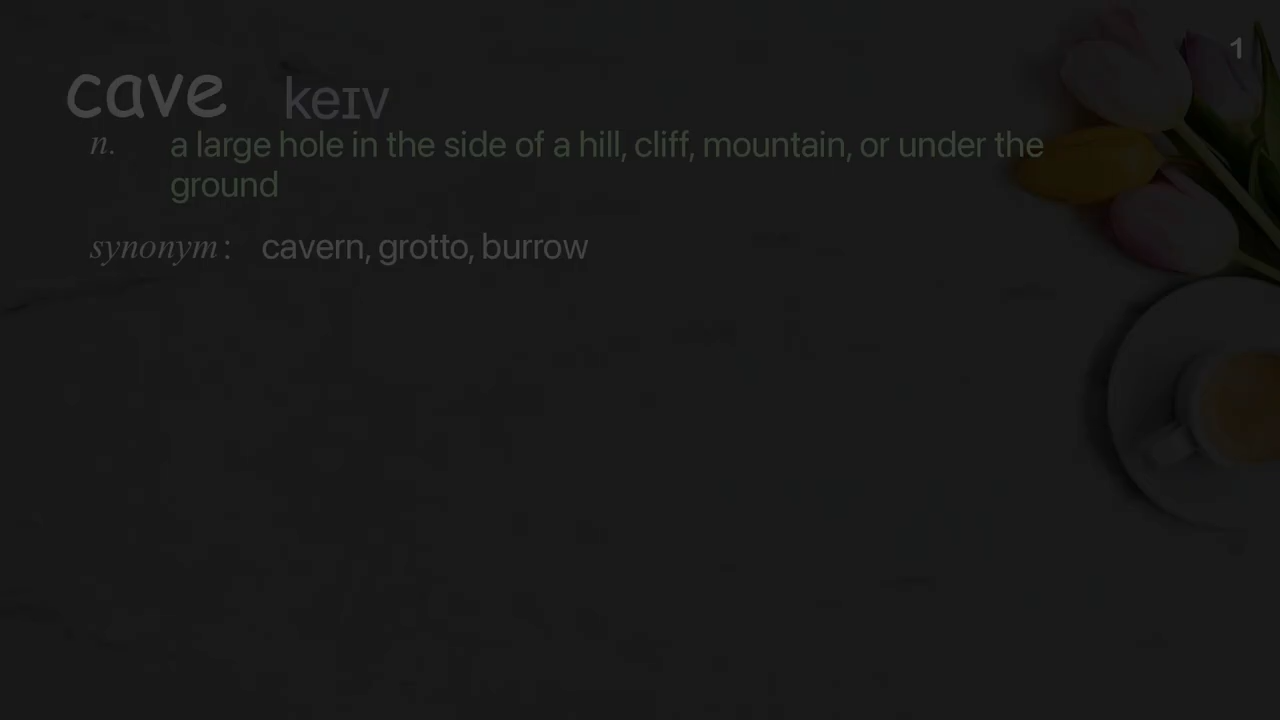 1
cave keɪv
n. a large hole in the side of a hill, cliff, mountain, or under the
ground
synonym : cavern, grotto, burrow